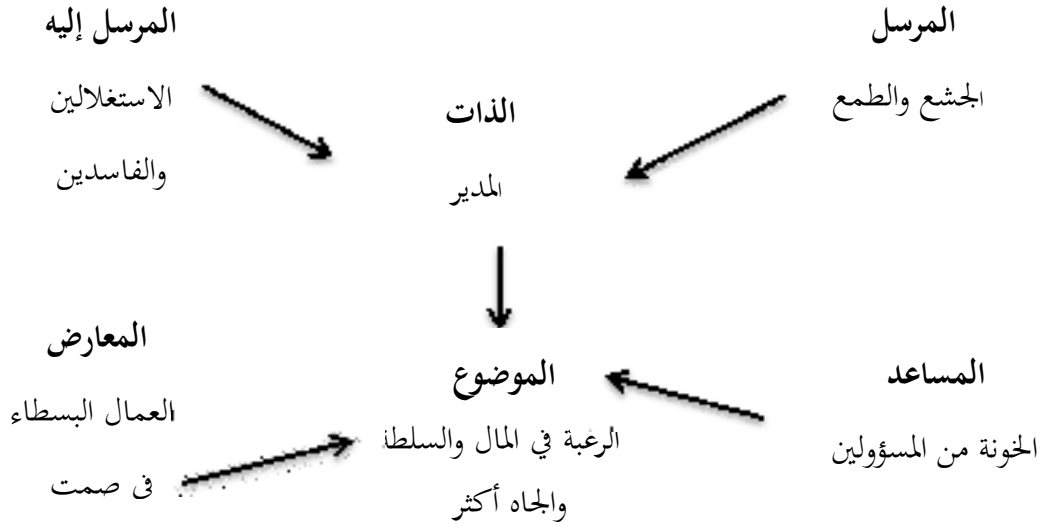 المرسل
الجشع والطمع
الذات
المدير
المرسل إليه
الاستغلالين
والفاسدين
المساعد
الخونة من المسؤولين
الموضوع
الرغبة في المال والسلطة
والجاه أكثر
المعارض
العمال البسطاء
في صمت